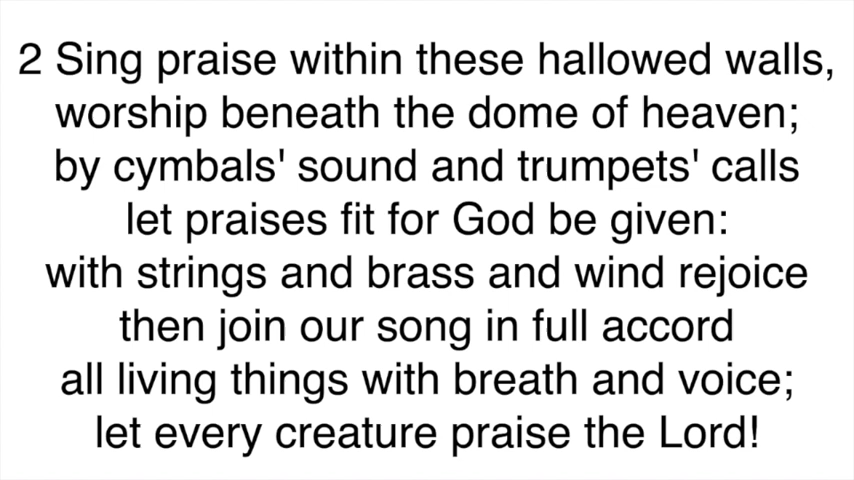 2 Sing praise within these hallowed walls,
worship beneath the dome of heaven;
by cymbals' sound and trumpets' calls
let praises fit for God be given:
with strings and brass and wind rejoice
then join our song in full accord
all living things with breath and voice;
let every creature praise the Lord!